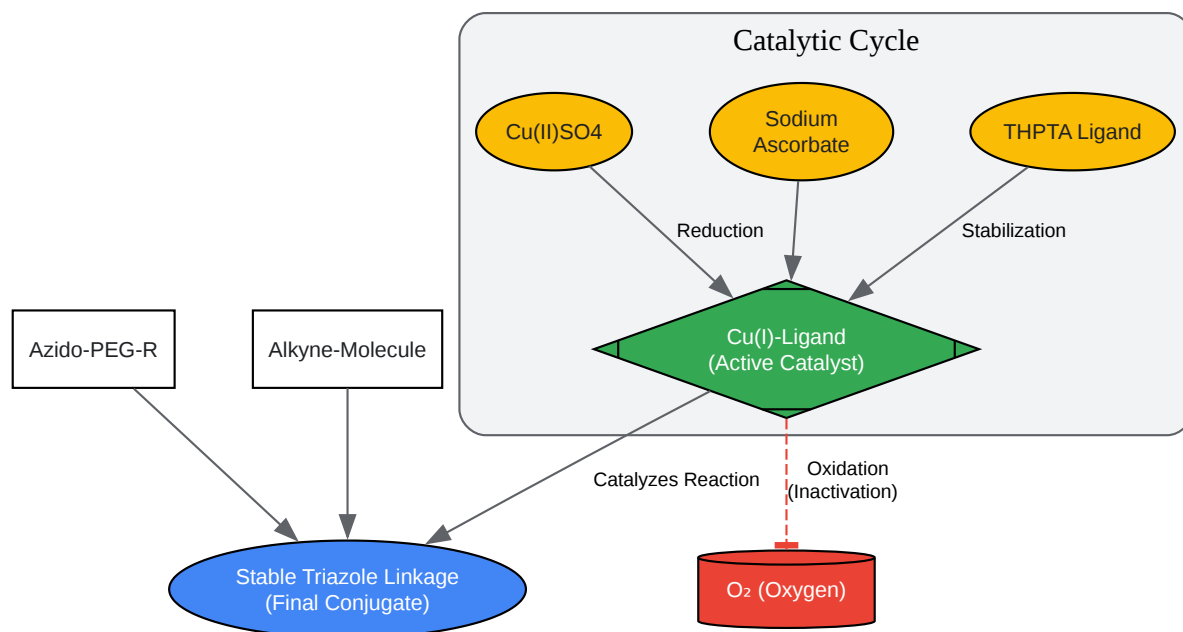 Catalytic Cycle
Cu(II)SO4
Sodium
Ascorbate
THPTA Ligand
Reduction
Stabilization
Azido-PEG-R
Alkyne-Molecule
Cu(I)-Ligand
(Active Catalyst)
Catalyzes Reaction
Oxidation
(Inactivation)
Stable Triazole Linkage
(Final Conjugate)
O₂ (Oxygen)